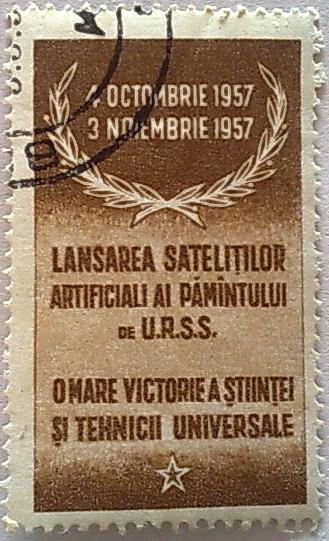 4 OCTOMBRIE 1957
3 NOIEMBRIE 1957
LANSAREA SATELIȚILOR
ARTIFICIALI AI PĂMÎNTULUI
DE U.R.S.S.
O MARE VICTORIE A ȘTIINȚEI
ȘI TEHNICII UNIVERSALE